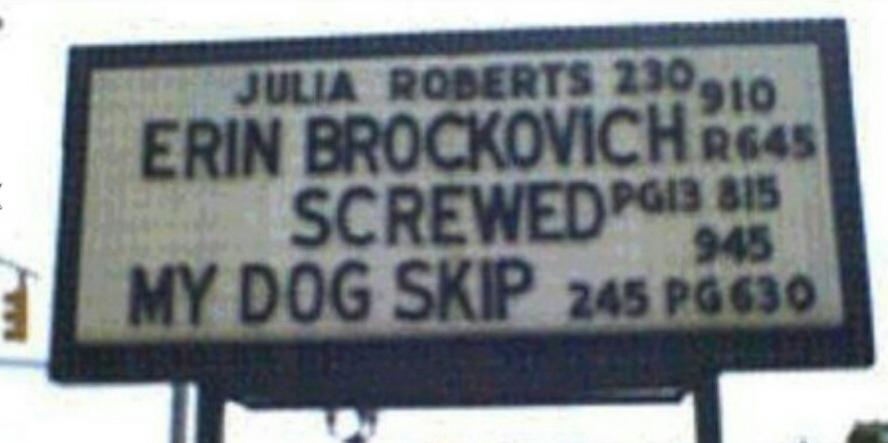 JULIA ROBERTS 230 910
ERIN BROCKOVICH R645
SCREWED PG13 815
945
MY DOG SKIP 245 PG630